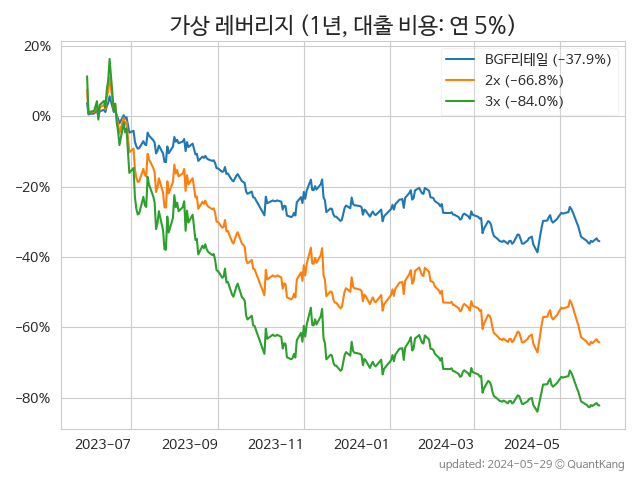 가상 레버리지 (1년, 대출 비용: 연 5%)
20%
0%
−20%
−40%
−60%
−80%
BGF리테일 (−37.9%)
2x (−66.8%)
3x (−84.0%)
2023-07
2023-09
2023-11
2024-01
2024-03
2024-05
updated: 2024-05-29 © QuantKang